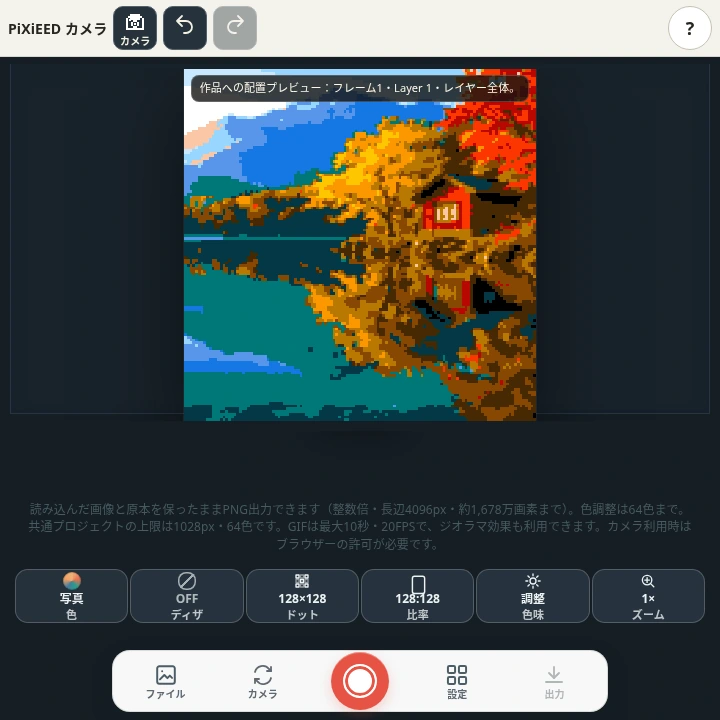 PiXiEED カメラ
カメラ
?
作品への配置プレビュー：フレーム1・Layer 1・レイヤー全体。
読み込んだ画像と原本を保ったままPNG出力できます（整数倍・長辺4096px・約1,678万画素まで）。色調整は64色まで。
共通プロジェクトの上限は1028px・64色です。GIFは最大10秒・20FPSで、ジオラマ効果も利用できます。カメラ利用時は
ブラウザーの許可が必要です。
写真
色
OFF
ディザ
128×128
ドット
128:128
比率
調整
色味
1×
ズーム
ファイル
カメラ
設定
出力